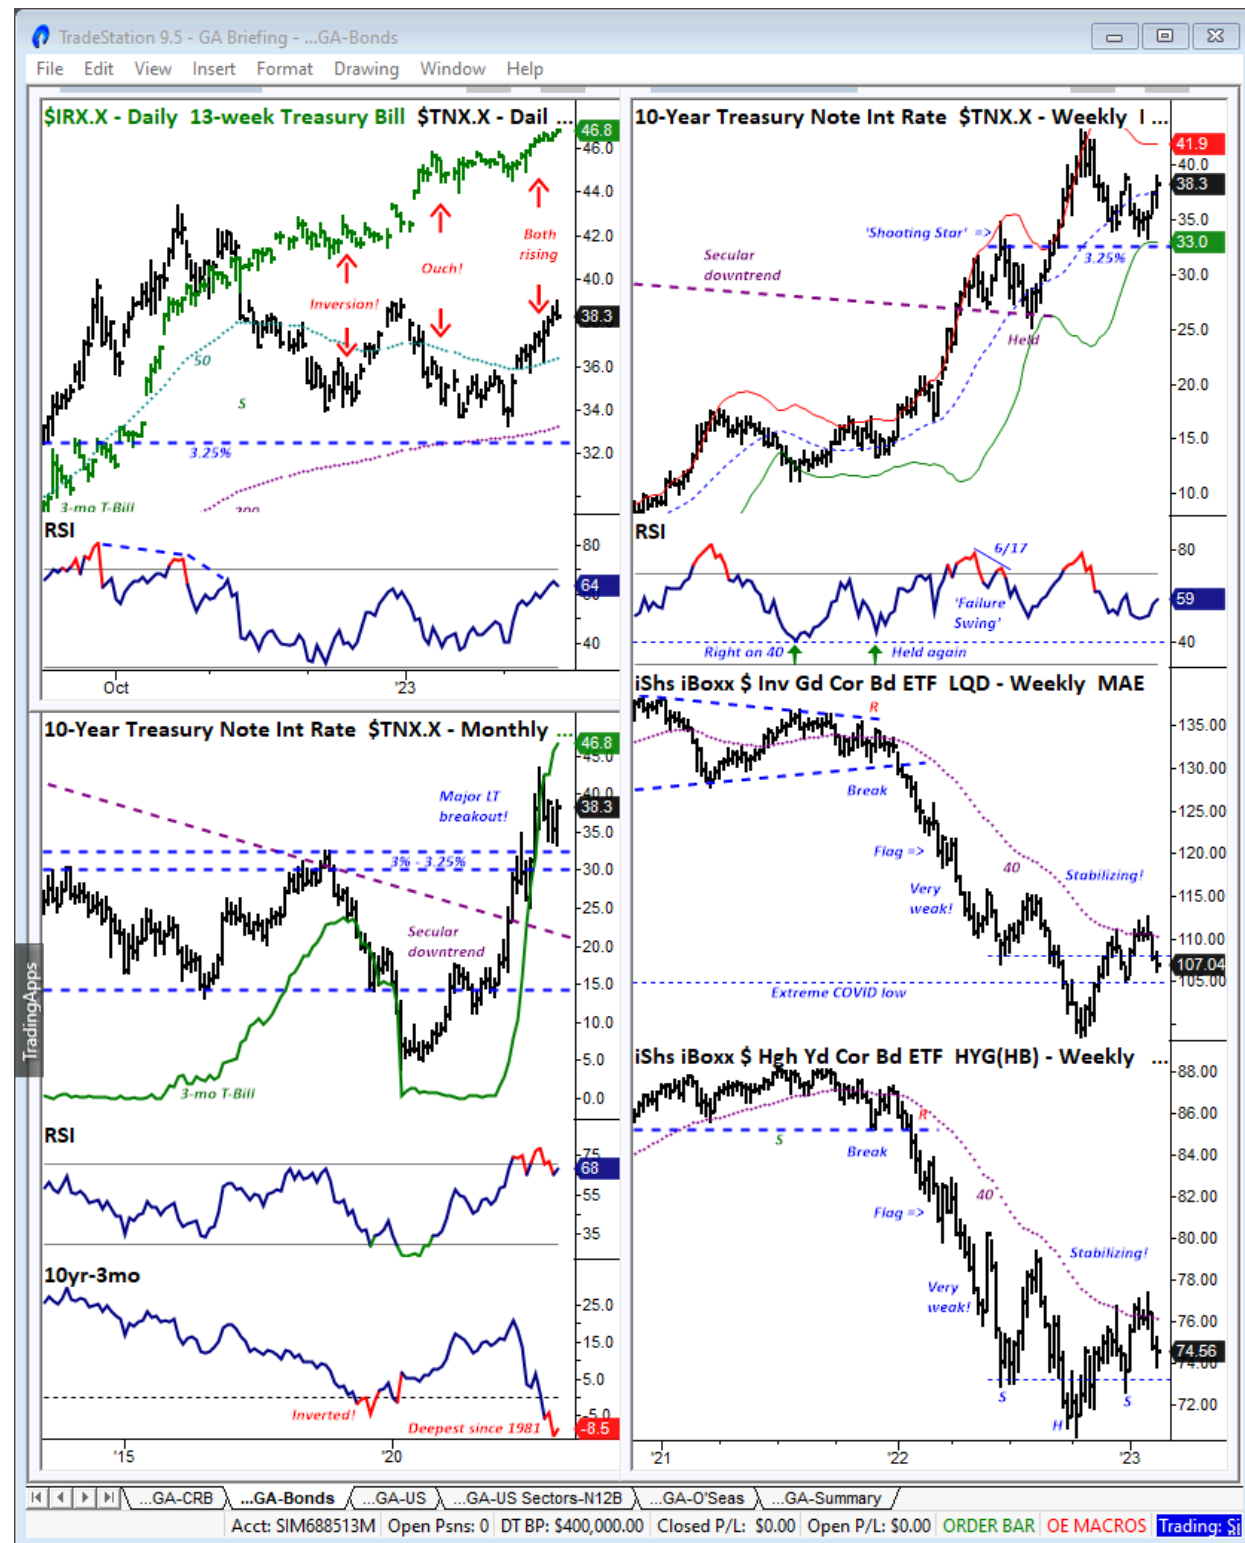 TradeStation 9.5 - GA Briefing - ...GA-Bonds
File Edit View Insert Format Drawing Window Help
$IRX.X - Daily 13-week Treasury Bill $TNX.X - Dail ...
46.8
46.0
44.0
42.0
40.0
38.3
36.0
34.0
32.0
Both
rising
Ouch!
Inversion!
50
S
3.25%
3-mo T-Bill
200
RSI
80
64
60
40
Oct
'23
10-Year Treasury Note Int Rate $TNX.X - Monthly ...
46.8
45.0
40.0
38.3
35.0
30.0
25.0
20.0
15.0
10.0
5.0
0.0
Major LT
breakout!
3% - 3.25%
Secular
downtrend
3-mo T-Bill
RSI
75
68
55
35
10yr-3mo
25.0
15.0
5.0
-5.0
-8.5
Inverted!
Deepest since 1981
'15
'20
10-Year Treasury Note Int Rate $TNX.X - Weekly I ...
41.9
40.0
38.3
35.0
33.0
30.0
25.0
20.0
15.0
10.0
'Shooting Star' =>
3.25%
Secular
downtrend
Held
RSI
80
59
40
6/17
'Failure
Swing'
Right on 40
Held again
iShs iBoxx $ Inv Gd Cor Bd ETF LQD - Weekly MAE
135.00
130.00
125.00
120.00
115.00
110.00
107.04
105.00
R
Break
Flag =>
40
Stabilizing!
Very
weak!
Extreme COVID low
iShs iBoxx $ Hgh Yd Cor Bd ETF HYG(HB) - Weekly ...
88.00
86.00
84.00
82.00
80.00
78.00
76.00
74.56
74.00
72.00
R
S
Break
40
Flag =>
Stabilizing!
Very
weak!
S
H
S
'21
'22
'23
TradingApps
...GA-CRB ...GA-Bonds ...GA-US ...GA-US Sectors-N12B ...GA-O'Seas ...GA-Summary
Acct: SIM688513M Open Psns: 0 DT BP: $400,000.00 Closed P/L: $0.00 Open P/L: $0.00 ORDER BAR OE MACROS Trading: Si